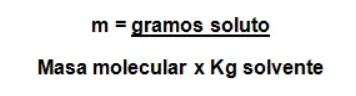 m = gramos soluto
Masa molecular x Kg solvente